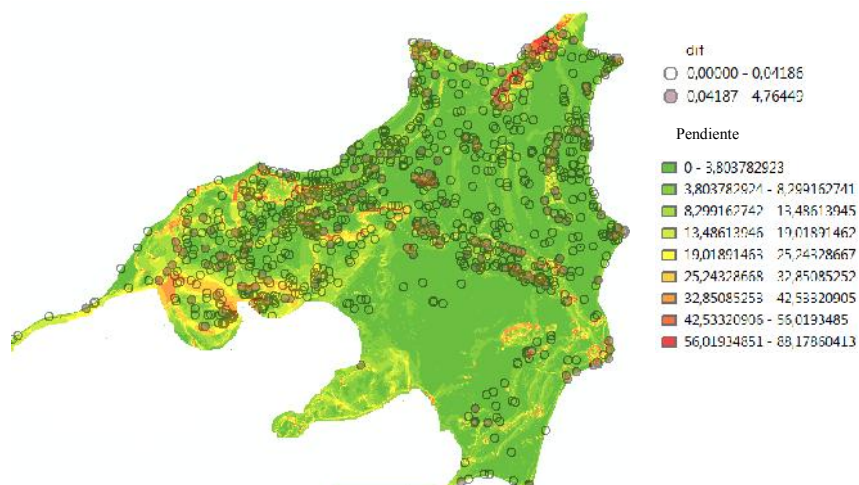 dif
0,00000 - 0,04186
0,04187 - 4,76449
Pendiente
0 - 3,803782923
3,803782924 - 8,299162741
8,299162742 - 13,48613945
13,48613946 - 19,01891462
19,01891463 - 25,24328667
25,24328668 - 32,85085252
32,85085253 - 42,53320905
42,53320906 - 56,0193485
56,01934851 - 88,17860413